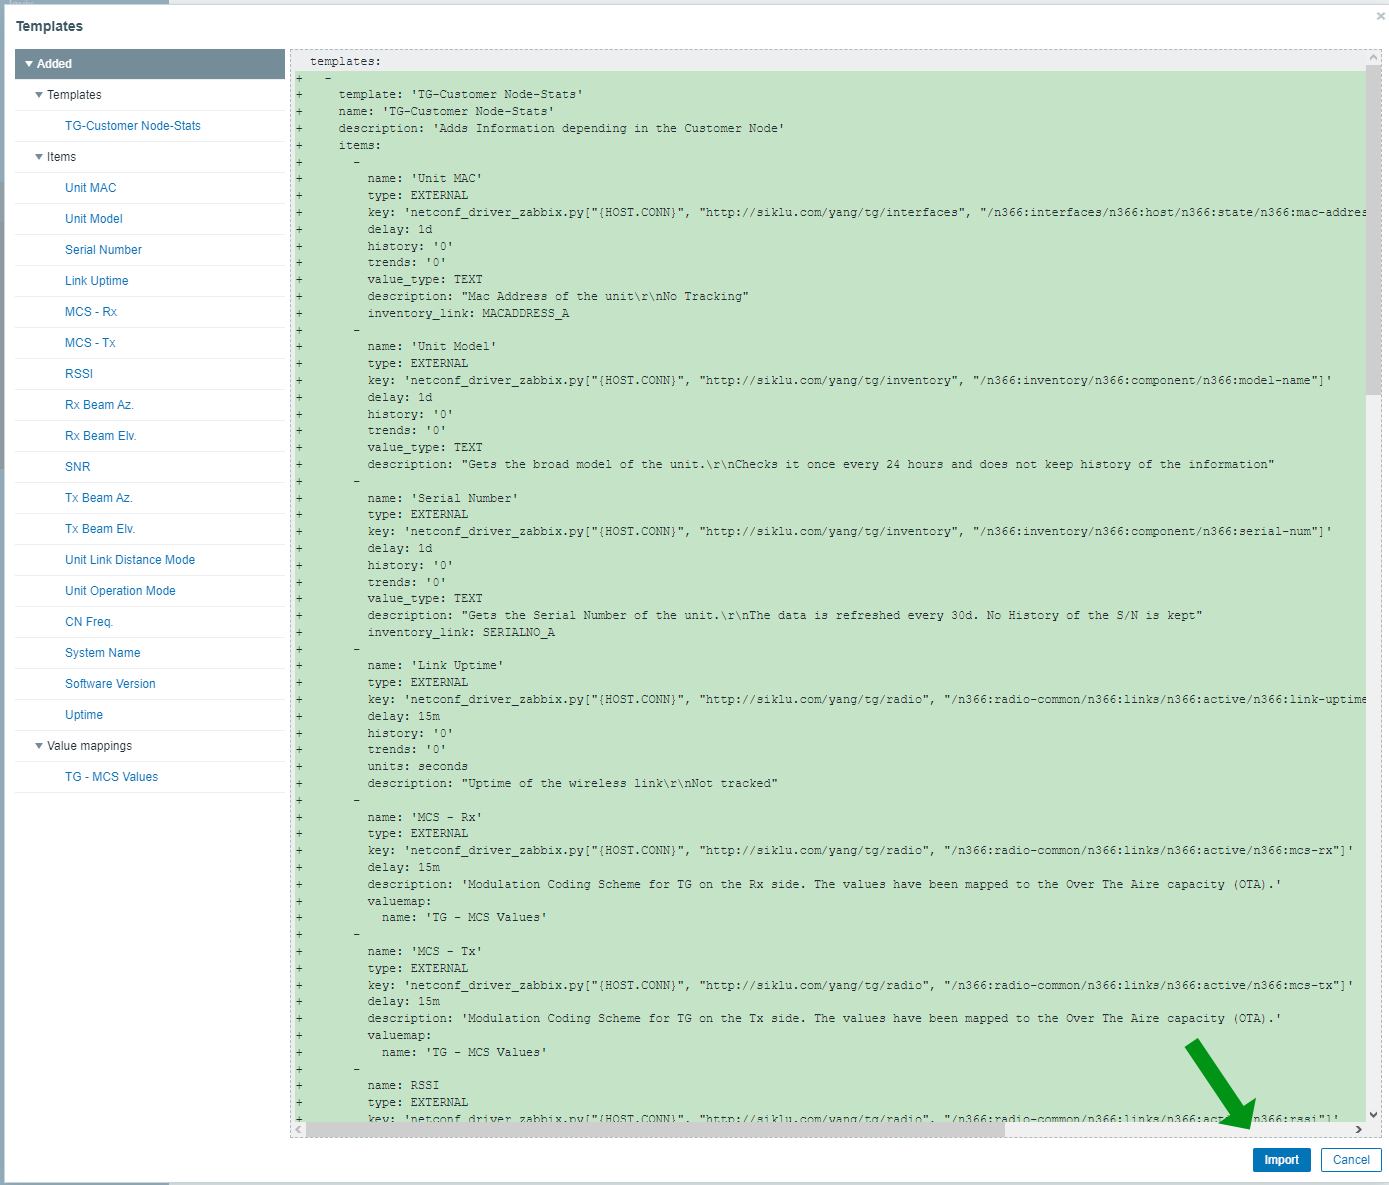 Templates
Added
Templates
TG-Customer Node-Stats
Items
Unit MAC
Unit Model
Serial Number
Link Uptime
MCS - Rx
MCS - Tx
RSSI
Rx Beam Az.
Rx Beam Elv.
SNR
Tx Beam Az.
Tx Beam Elv.
Unit Link Distance Mode
Unit Operation Mode
CN Freq.
System Name
Software Version
Uptime
Value mappings
TG - MCS Values
templates:
+ -
+ template: 'TG-Customer Node-Stats'
+ name: 'TG-Customer Node-Stats'
+ description: 'Adds Information depending in the Customer Node'
+ items:
+ -
+ name: 'Unit MAC'
+ type: EXTERNAL
+ key: 'netconf_driver_zabbix.py["{HOST.CONN}", "http://siklu.com/yang/tg/interfaces", "/n366:interfaces/n366:host/n366:state/n366:mac-addres
+ delay: 1d
+ history: '0'
+ trends: '0'
+ value_type: TEXT
+ description: "Mac Address of the unit\r\nNo Tracking"
+ inventory_link: MACADDRESS_A
+ -
+ name: 'Unit Model'
+ type: EXTERNAL
+ key: 'netconf_driver_zabbix.py["{HOST.CONN}", "http://siklu.com/yang/tg/inventory", "/n366:inventory/n366:component/n366:model-name"]'
+ delay: 1d
+ history: '0'
+ trends: '0'
+ value_type: TEXT
+ description: "Gets the broad model of the unit.\r\nChecks it once every 24 hours and does not keep history of the information"
+ -
+ name: 'Serial Number'
+ type: EXTERNAL
+ key: 'netconf_driver_zabbix.py["{HOST.CONN}", "http://siklu.com/yang/tg/inventory", "/n366:inventory/n366:component/n366:serial-num"]'
+ delay: 1d
+ history: '0'
+ trends: '0'
+ value_type: TEXT
+ description: "Gets the Serial Number of the unit.\r\nThe data is refreshed every 30d. No History of the S/N is kept"
+ inventory_link: SERIALNO_A
+ -
+ name: 'Link Uptime'
+ type: EXTERNAL
+ key: 'netconf_driver_zabbix.py["{HOST.CONN}", "http://siklu.com/yang/tg/radio", "/n366:radio-common/n366:links/n366:active/n366:link-uptime
+ delay: 15m
+ history: '0'
+ trends: '0'
+ units: seconds
+ description: "Uptime of the wireless link\r\nNot tracked"
+ -
+ name: 'MCS - Rx'
+ type: EXTERNAL
+ key: 'netconf_driver_zabbix.py["{HOST.CONN}", "http://siklu.com/yang/tg/radio", "/n366:radio-common/n366:links/n366:active/n366:mcs-rx"]'
+ delay: 15m
+ description: 'Modulation Coding Scheme for TG on the Rx side. The values have been mapped to the Over The Aire capacity (OTA).'
+ valuemap:
+ name: 'TG - MCS Values'
+ -
+ name: 'MCS - Tx'
+ type: EXTERNAL
+ key: 'netconf_driver_zabbix.py["{HOST.CONN}", "http://siklu.com/yang/tg/radio", "/n366:radio-common/n366:links/n366:active/n366:mcs-tx"]'
+ delay: 15m
+ description: 'Modulation Coding Scheme for TG on the Tx side. The values have been mapped to the Over The Aire capacity (OTA).'
+ valuemap:
+ name: 'TG - MCS Values'
+ -
+ name: RSSI
+ type: EXTERNAL
+ key: 'netconf_driver_zabbix.py["{HOST.CONN}", "http://siklu.com/yang/tg/radio", "/n366:radio-common/n366:links/n366:act n366:rssi"]'
Import
Cancel